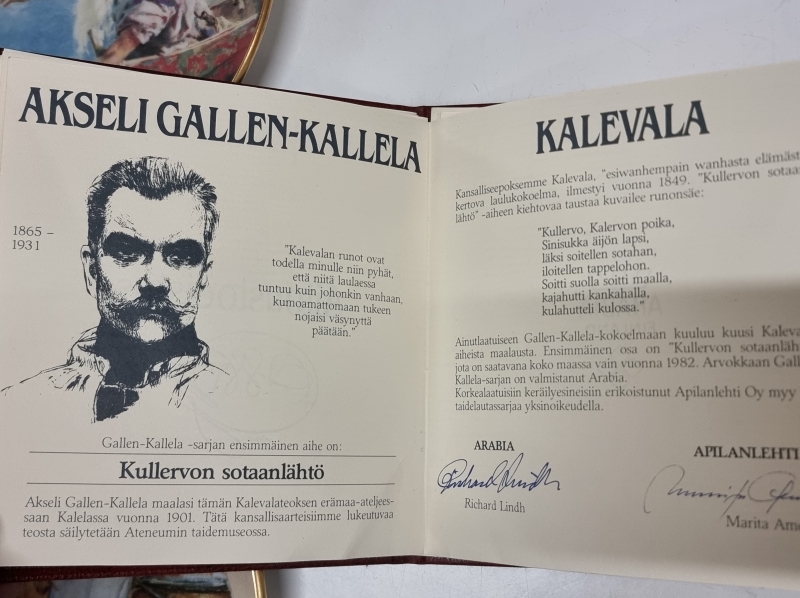 AKSELI GALLEN-KALLELA
1865 –
1931
"Kalevalan runot ovat
todella minulle niin pyhät,
että niitä laulaessa
tuntuu kuin johonkin vanhaan,
kumoamattomaan tukeen
nojaisi väsynyttä
päätään."
Gallen-Kallela -sarjan ensimmäinen aihe on:
Kullervon sotaanlähtö
Akseli Gallen-Kallela maalasi tämän Kalevalateoksen erämaa-ateljees-
saan Kalelassa vuonna 1901. Tätä kansallisaarteisiimme lukeutuvaa
teosta säilytetään Ateneumin taidemuseossa.
KALEVALA
Kansalliseepoksemme Kalevala, "esiwanhempain wanhasta elämäst
kertova laulukokoelma, ilmestyi vuonna 1849. "Kullervon sotaa
lähtö" -aiheen kiehtovaa taustaa kuvailee runonsäe:
"Kullervo, Kalervon poika,
Sinisukka äijön lapsi,
läksi soitellen sotahan,
iloitellen tappelohon.
Soitti suolla soitti maalla,
kajahutti kankahalla,
kulahutteli kulossa."
Ainutlaatuiseen Gallen-Kallela-kokoelmaan kuuluu kuusi Kaleva
aiheista maalausta. Ensimmäinen osa on "Kullervon sotaanläht
jota on saatavana koko maassa vain vuonna 1982. Arvokkaan Gall
Kallela-sarjan on valmistanut Arabia.
Korkealaatuisiin keräilyesineisiin erikoistunut Apilanlehti Oy myy
taidelautassarjaa yksinoikeudella.
ARABIA
Richard Lindh
Richard Lindh
APILANLEHTI
Marita Ame